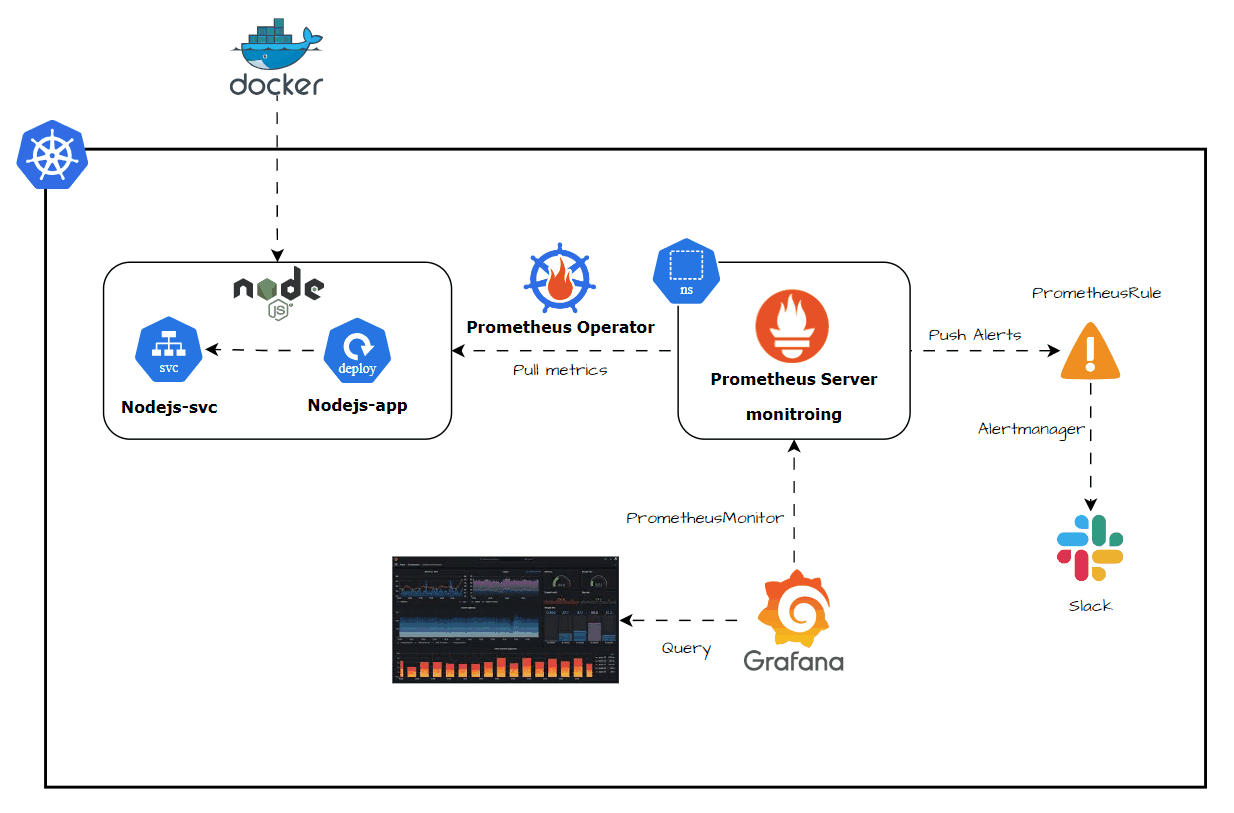 docker
node
JS
svc
deploy
Nodejs-svc
Nodejs-app
Prometheus Operator
Pull metrics
ns
Prometheus Server
monitroing
Push Alerts
PrometheusRule
Alertmanager
Slack
PrometheusMonitor
Query
Grafana